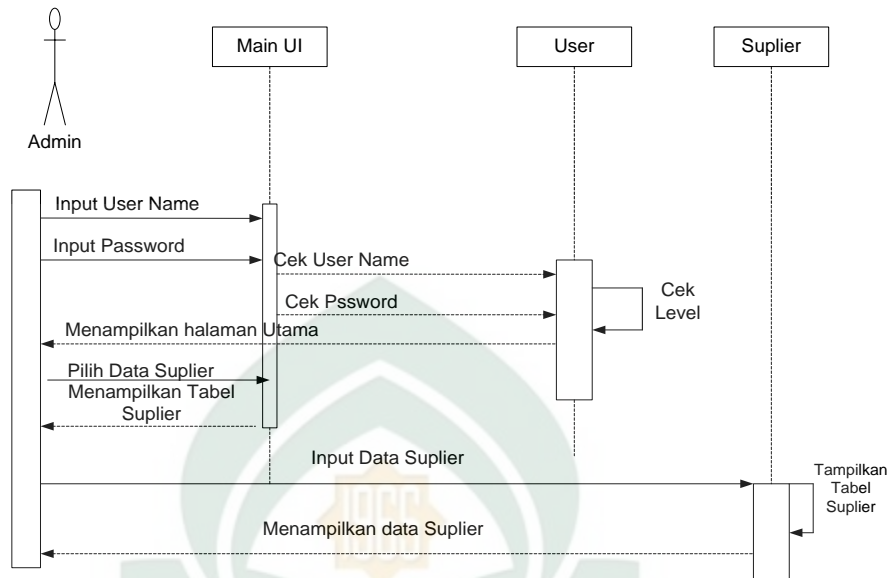 Main UI
User
Suplier
Admin
Input User Name
Input Password
Cek User Name
Cek Pssword
Cek
Level
Menampilkan halaman Utama
Pilih Data Suplier
Menampilkan Tabel
Suplier
Input Data Suplier
Tampilkan
Tabel
Suplier
Menampilkan data Suplier